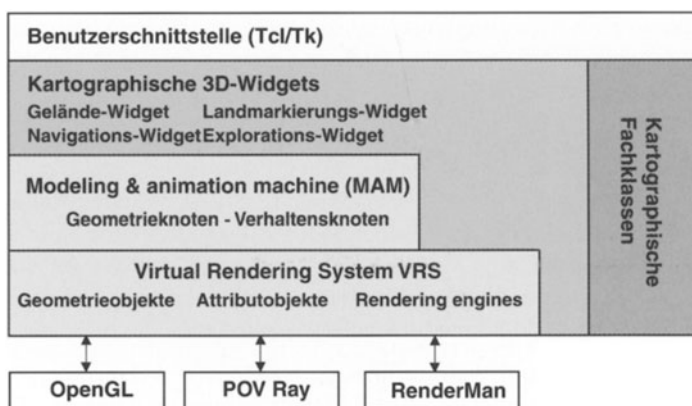 Benutzerschnittstelle (Tcl/Tk)
Kartographische 3D-Widgets
Gelände-Widget Landmarkierungs-Widget
Navigations-Widget Explorations-Widget
Modeling & animation machine (MAM)
Geometrieknoten - Verhaltensknoten
Virtual Rendering System VRS
Geometrieobjekte Attributobjekte Rendering engines
Kartographische
Fachklassen
OpenGL
POV Ray
RenderMan